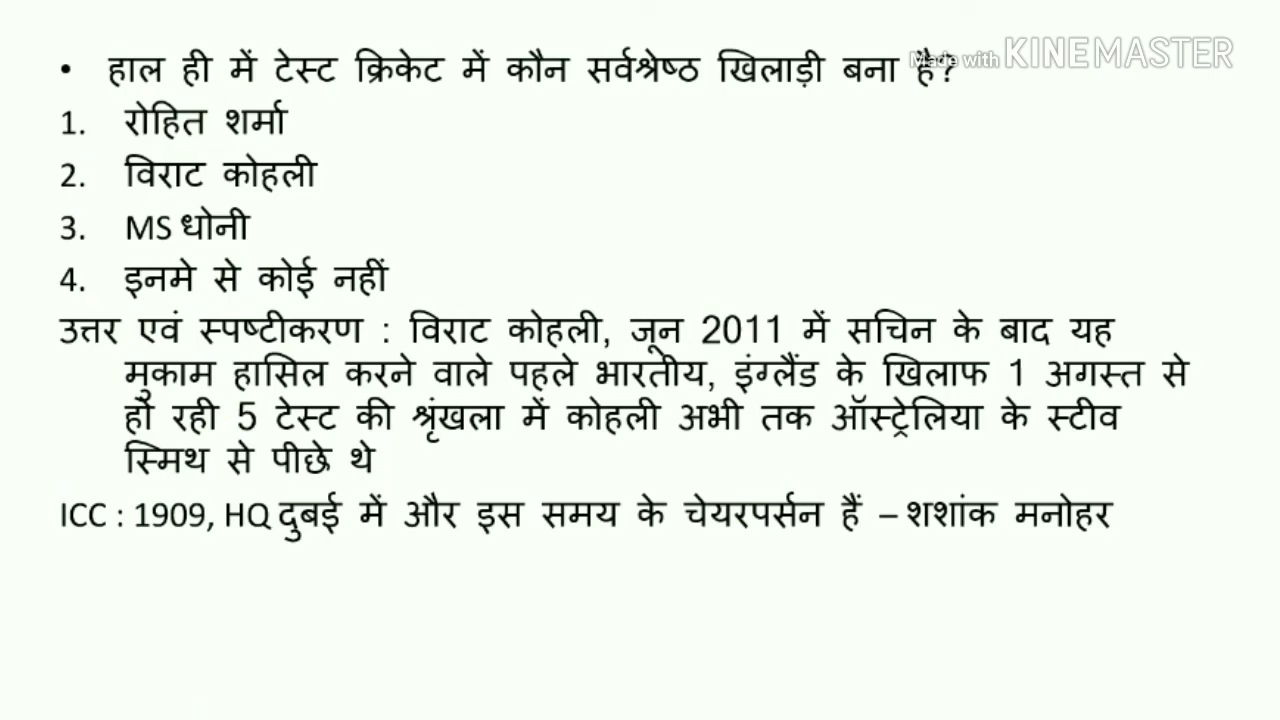 • हाल ही में टेस्ट क्रिकेट में कौन सर्वश्रेष्ठ खिलाड़ी बना है?
Made with KINEMASTER
1. रोहित शर्मा
2. विराट कोहली
3. MS धोनी
4. इनमे से कोई नहीं
उत्तर एवं स्पष्टीकरण : विराट कोहली, जून 2011 में सचिन के बाद यह
मुकाम हासिल करने वाले पहले भारतीय, इंग्लैंड के खिलाफ 1 अगस्त से
हो रही 5 टेस्ट की श्रृंखला में कोहली अभी तक ऑस्ट्रेलिया के स्टीव
स्मिथ से पीछे थे
ICC : 1909, HQ दुबई में और इस समय के चेयरपर्सन हैं – शशांक मनोहर